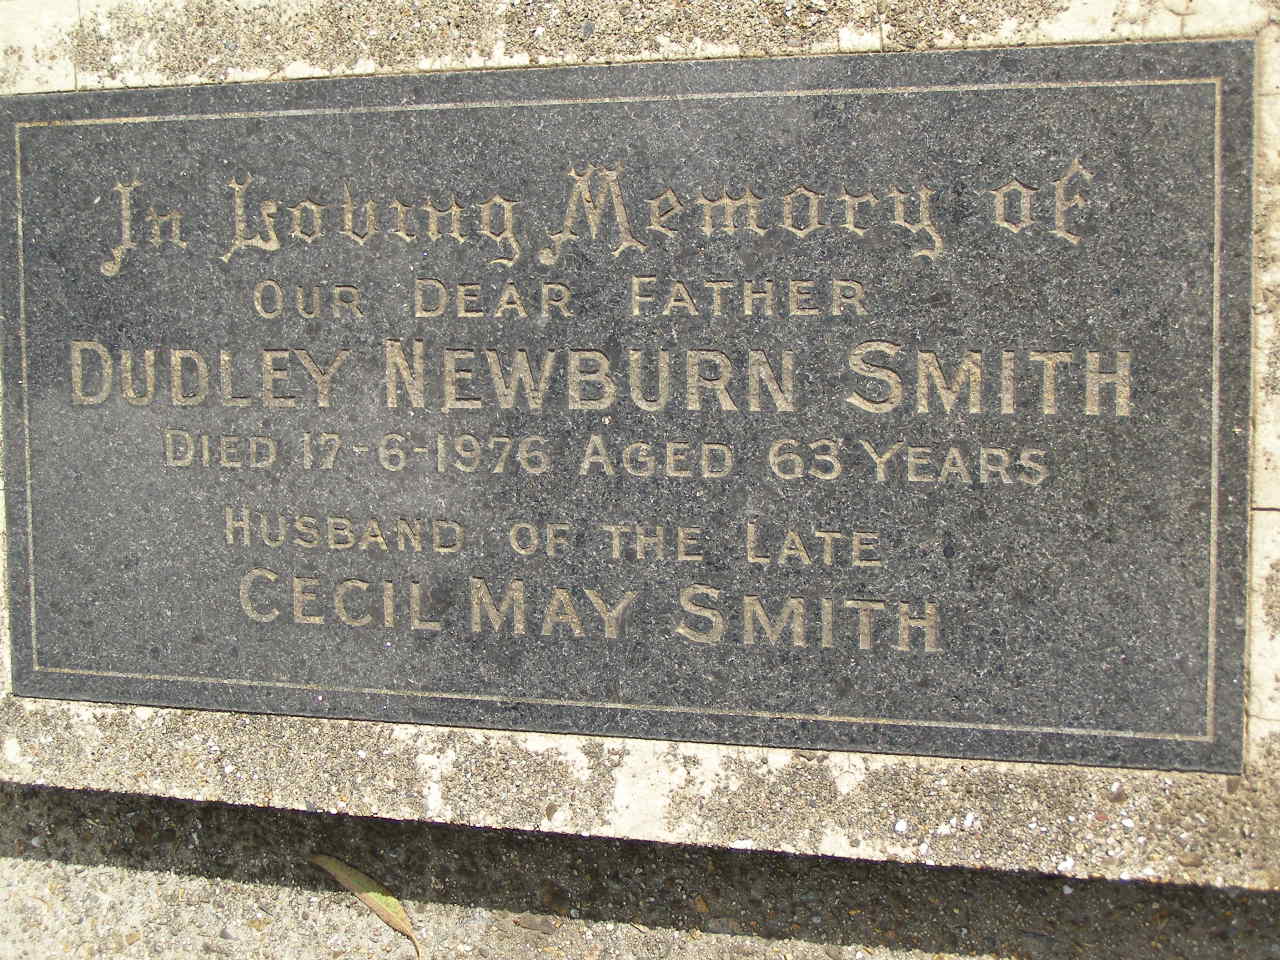 In Loving Memory of
OUR DEAR FATHER
DUDLEY NEWBURN SMITH
DIED 17-6-1976 AGED 63 YEARS
HUSBAND OF THE LATE
CECIL MAY SMITH